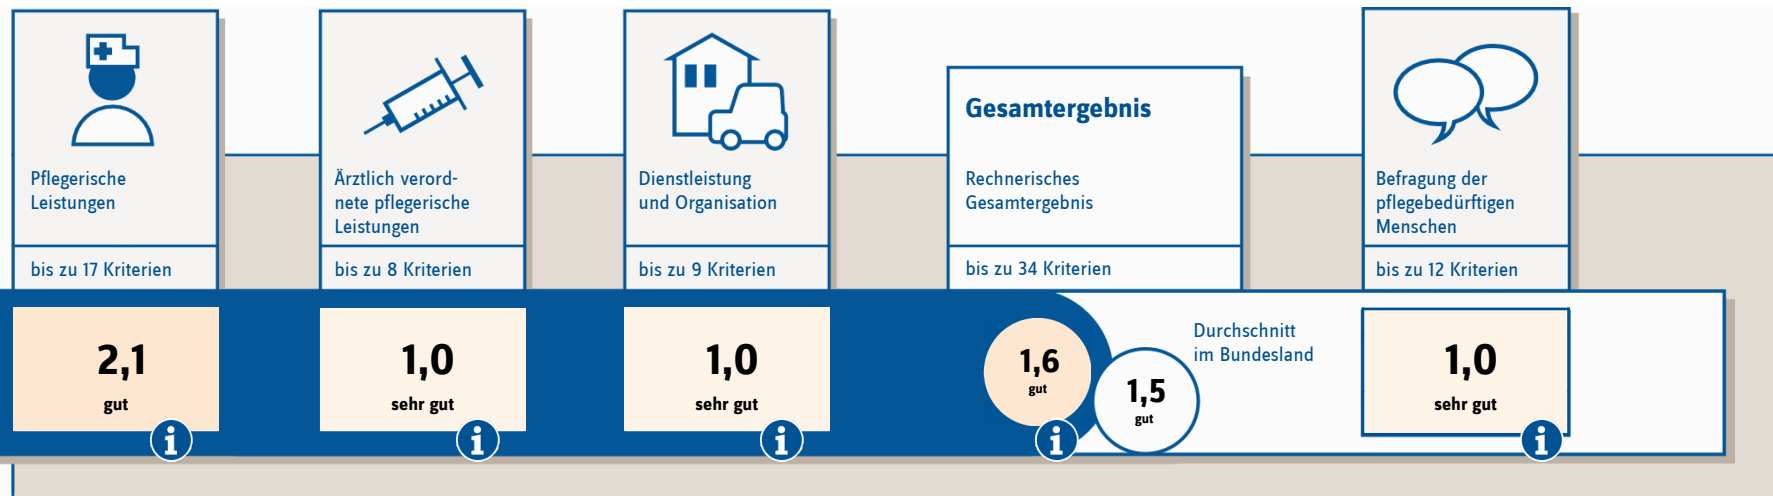 Pflegerische
Leistungen
bis zu 17 Kriterien
2,1
gut
Ärztlich verord-
nete pflegerische
Leistungen
bis zu 8 Kriterien
1,0
sehr gut
Dienstleistung
und Organisation
bis zu 9 Kriterien
1,0
sehr gut
Gesamtergebnis
Rechnerisches
Gesamtergebnis
bis zu 34 Kriterien
1,6
gut
1,5
gut
Durchschnitt
im Bundesland
Befragung der
pflegebedürftigen
Menschen
bis zu 12 Kriterien
1,0
sehr gut